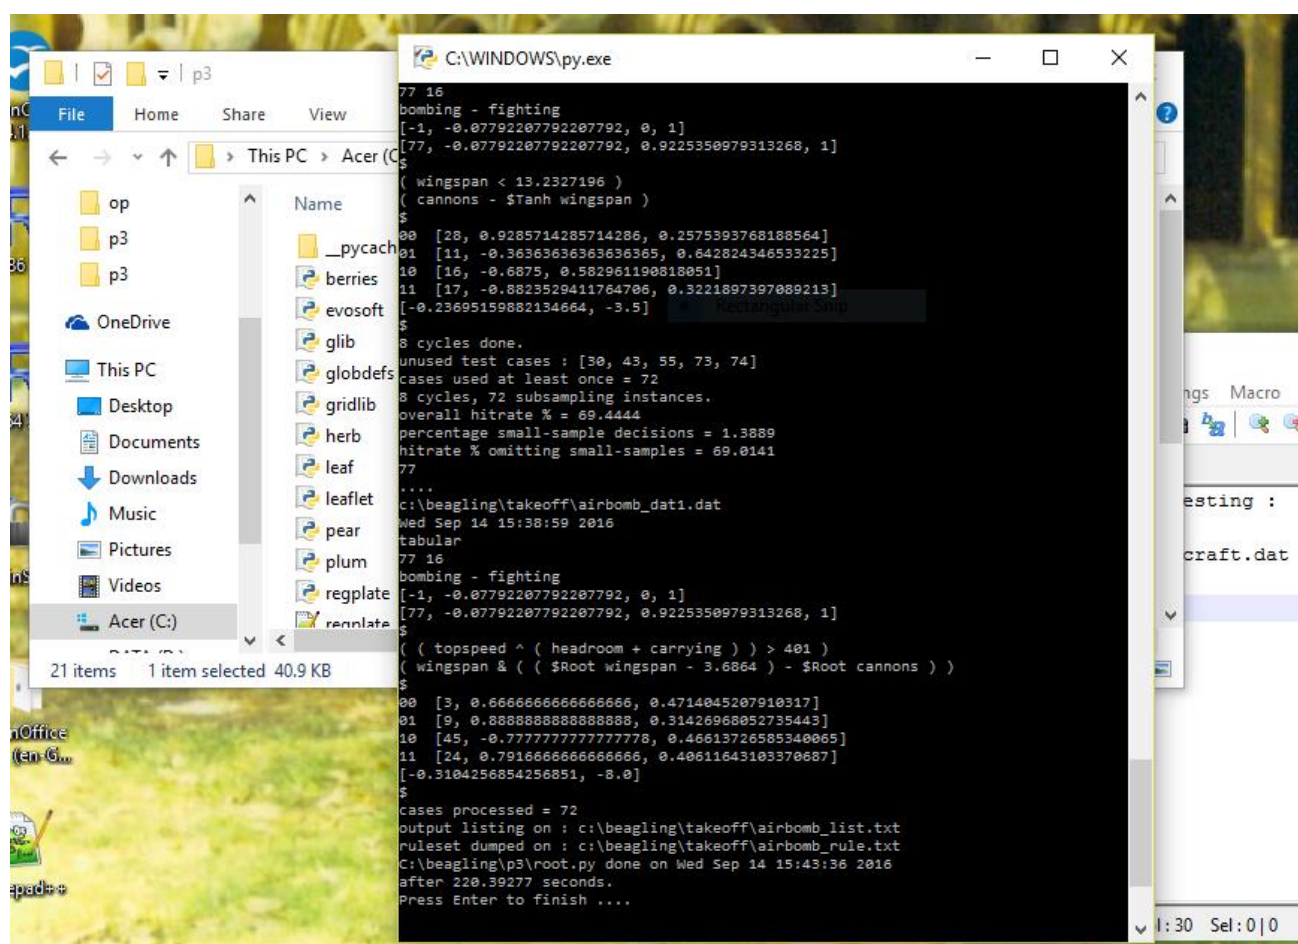 p3
C:\WINDOWS\py.exe
File Home Share View
This PC > Acer (C
op
p3
p3
OneDrive
This PC
Desktop
Documents
Downloads
Music
Pictures
Videos
Acer (C:)
Name
__pycach
berries
evosoft
glib
globdefs
gridlib
herb
leaf
leaflet
pear
plum
regplate
regplate
21 items 1 item selected 40.9 KB
77 16
bombing - fighting
[-1, -0.07792207792207792, 0, 1]
[77, -0.07792207792207792, 0.9225350979313268, 1]
$
( wingspan < 13.2327196 )
( cannons - $Tanh wingspan )
$
00 [28, 0.9285714285714286, 0.2575393768188564]
01 [11, -0.36363636363636365, 0.642824346533225]
10 [16, -0.6875, 0.582961190818051]
11 [17, -0.8823529411764706, 0.3221897397089213]
[-0.23695159882134664, -3.5]
Rectangular Snip
$
8 cycles done.
unused test cases : [30, 43, 55, 73, 74]
cases used at least once = 72
8 cycles, 72 subsampling instances.
overall hitrate % = 69.4444
percentage small-sample decisions = 1.3889
hitrate % omitting small-samples = 69.0141
77
....
c:\beagling\takeoff\airbomb_dat1.dat
Wed Sep 14 15:38:59 2016
tabular
77 16
bombing - fighting
[-1, -0.07792207792207792, 0, 1]
[77, -0.07792207792207792, 0.9225350979313268, 1]
$
( ( topspeed ^ ( headroom + carrying ) ) > 401 )
( wingspan & ( ( $Root wingspan - 3.6864 ) - $Root cannons ) )
$
00 [3, 0.6666666666666666, 0.4714045207910317]
01 [9, 0.8888888888888888, 0.31426968052735443]
10 [45, -0.7777777777777778, 0.46613726585340065]
11 [24, 0.7916666666666666, 0.40611643103370687]
[-0.3104256854256851, -8.0]
$
cases processed = 72
output listing on : c:\beagling\takeoff\airbomb_list.txt
ruleset dumped on : c:\beagling\takeoff\airbomb_rule.txt
C:\beagling\p3\root.py done on Wed Sep 14 15:43:36 2016
after 220.39277 seconds.
Press Enter to finish ....
ngs Macro
esting :
craft.dat
l : 30 Sel : 0 | 0
nOffice
(en-G...
epad++